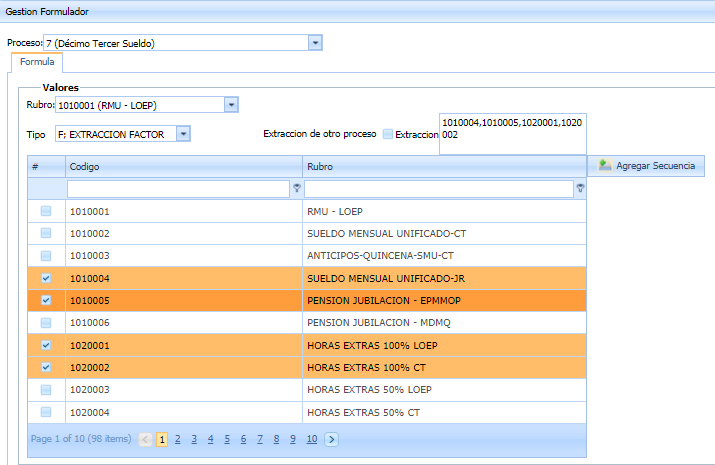 Gestion Formulador
Proceso: 7 (Décimo Tercer Sueldo)
Formula
Valores
Rubro: 1010001 (RMU - LOEP)
Tipo F; EXTRACCION FACTOR Extraccion de otro proceso Extraccion 1010004,1010005,1020001,1020
002
# Codigo Rubro Agregar Secuencia
1010001 RMU - LOEP
1010002 SUELDO MENSUAL UNIFICADO-CT
1010003 ANTICIPOS-QUINCENA-SMU-CT
1010004 SUELDO MENSUAL UNIFICADO-JR
1010005 PENSION JUBILACION - EPMMOP
1010006 PENSION JUBILACION - MDMQ
1020001 HORAS EXTRAS 100% LOEP
1020002 HORAS EXTRAS 100% CT
1020003 HORAS EXTRAS 50% LOEP
1020004 HORAS EXTRAS 50% CT
Page 1 of 10 (98 items) 1 2 3 4 5 6 7 8 9 10